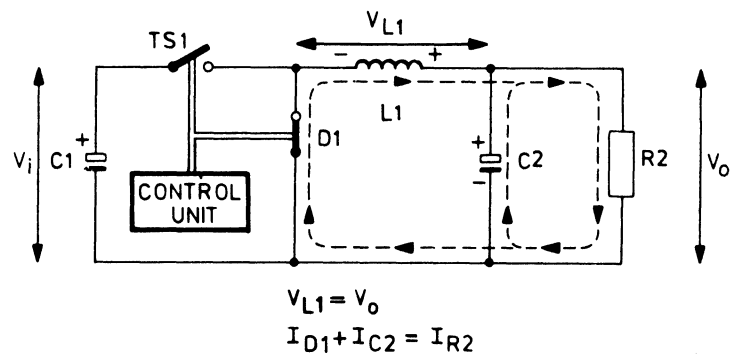 V_L1
TS1
- +
L1
V_i
+
C1
D1
+
C2
-
R2
V_o
CONTROL
UNIT
V_L1 = V_o
I_D1 + I_C2 = I_R2